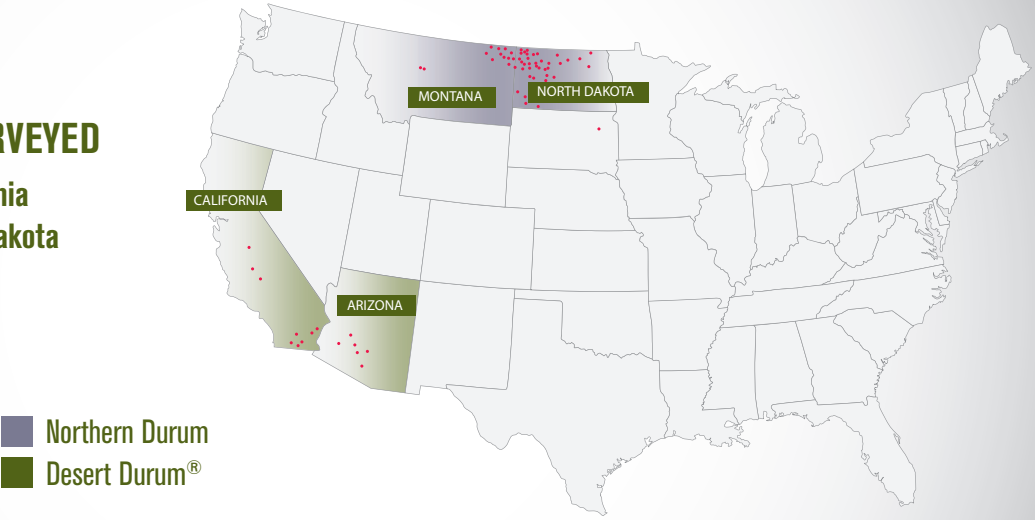 RVEYED
nia
akota
MONTANA
NORTH DAKOTA
CALIFORNIA
ARIZONA
Northern Durum
Desert Durum®